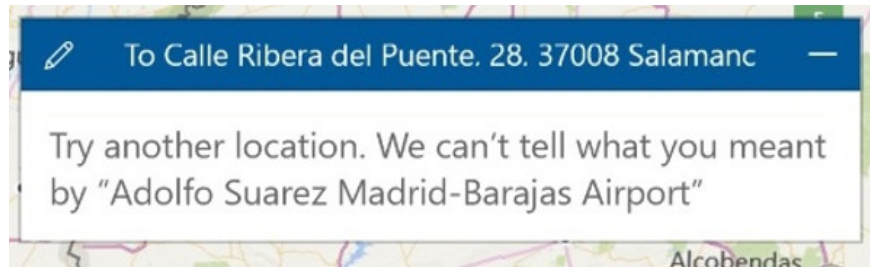 To Calle Ribera del Puente. 28. 37008 Salamanc
Try another location. We can't tell what you meant
by "Adolfo Suarez Madrid-Barajas Airport"
Alcobendas